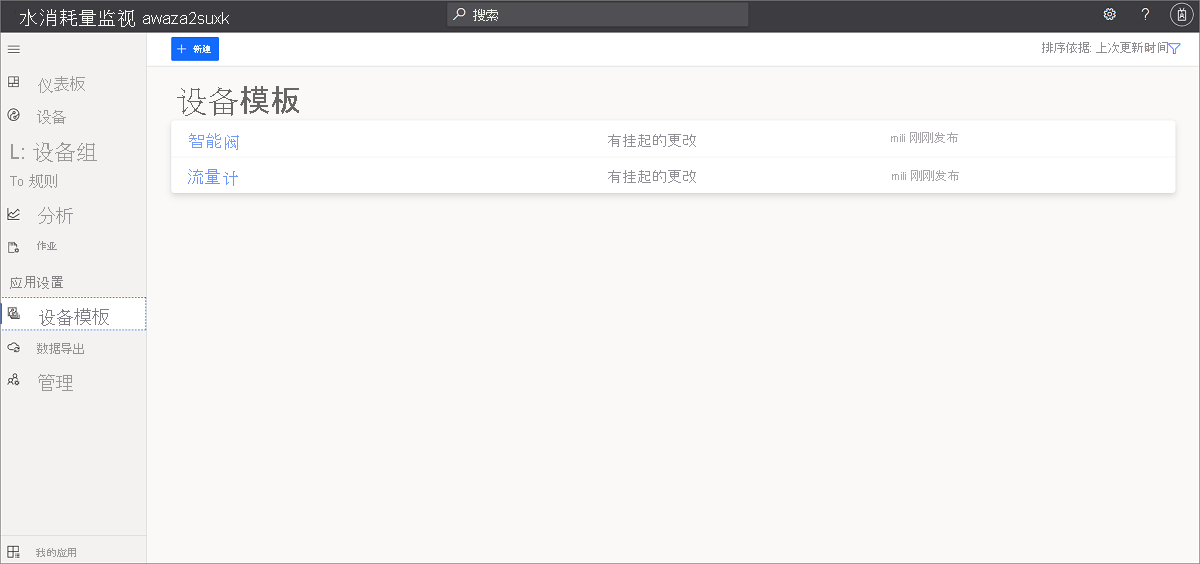 水消耗量监视 awaza2suxk
搜索
?
新建
排序依据: 上次更新时间
仪表板
设备
L: 设备组
To 规则
分析
作业
应用设置
设备模板
数据导出
管理
我的应用
设备模板
智能阀 有挂起的更改 mili 刚刚发布
流量计 有挂起的更改 mili 刚刚发布